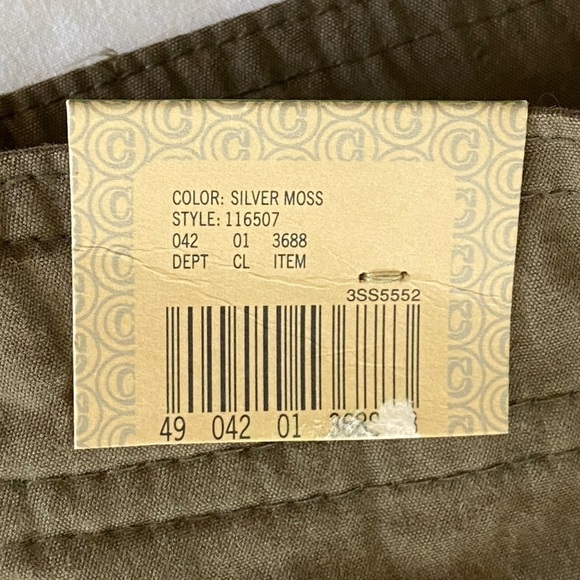 COLOR: SILVER MOSS
STYLE: 116507
042 01 3688
DEPT CL ITEM
3SS5552
49 042 01